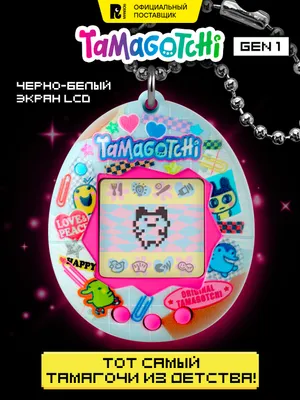 ОФИЦИАЛЬНЫЙ
ПОСТАВЩИК
TAMAGOTCHI
GEN 1
ЧЕРНО-БЕЛЫЙ
ЭКРАН LCD
TAMAGOTCHI
LOVE &
PEACE
HAPPY
ORIGINAL
TAMAGOTCHI
ТОТ САМЫЙ
ТАМАГОЧИ ИЗ ДЕТСТВА!